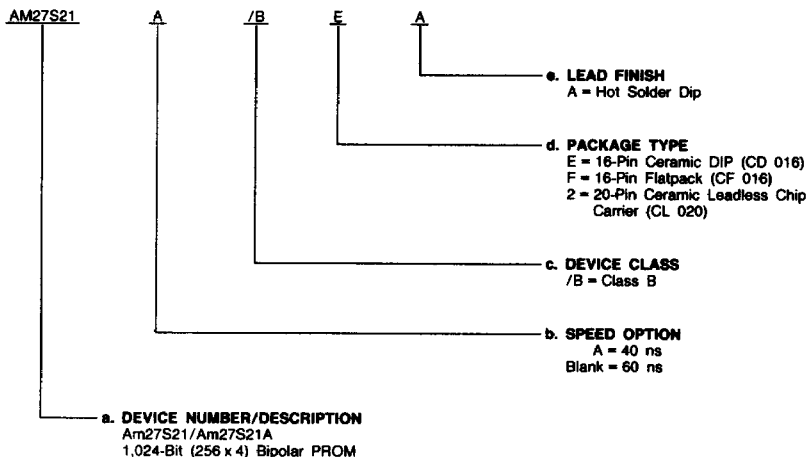 AM27S21 A /B E A
e. LEAD FINISH
A = Hot Solder Dip
d. PACKAGE TYPE
E = 16-Pin Ceramic DIP (CD 016)
F = 16-Pin Flatpack (CF 016)
2 = 20-Pin Ceramic Leadless Chip
Carrier (CL 020)
c. DEVICE CLASS
/B = Class B
b. SPEED OPTION
A = 40 ns
Blank = 60 ns
a. DEVICE NUMBER/DESCRIPTION
Am27S21/Am27S21A
1,024-Bit (256 x 4) Bipolar PROM